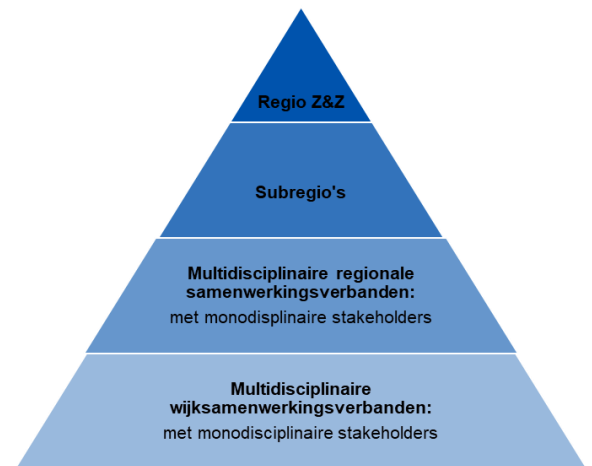 Regio Z&Z
Subregio's
Multidisciplinaire regionale
samenwerkingsverbanden:
met monodisplinaire stakeholders
Multidisciplinaire
wijksamenwerkingsverbanden:
met monodisciplinaire stakeholders